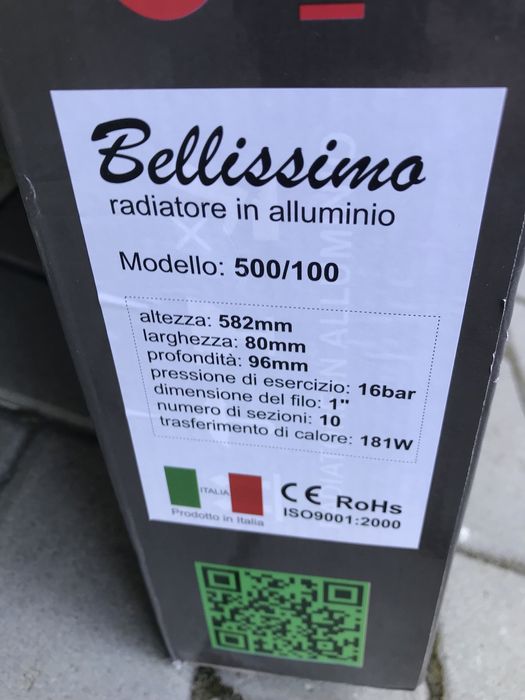 Bellissimo
radiatore in alluminio
Modello: 500/100
altezza: 582mm
larghezza: 80mm
profondità: 96mm
pressione di esercizio: 16bar
dimensione del filo: 1"
numero di sezioni: 10
trasferimento di calore: 181W
ITALIA
Prodotto in Italia
CE RoHs
ISO9001:2000